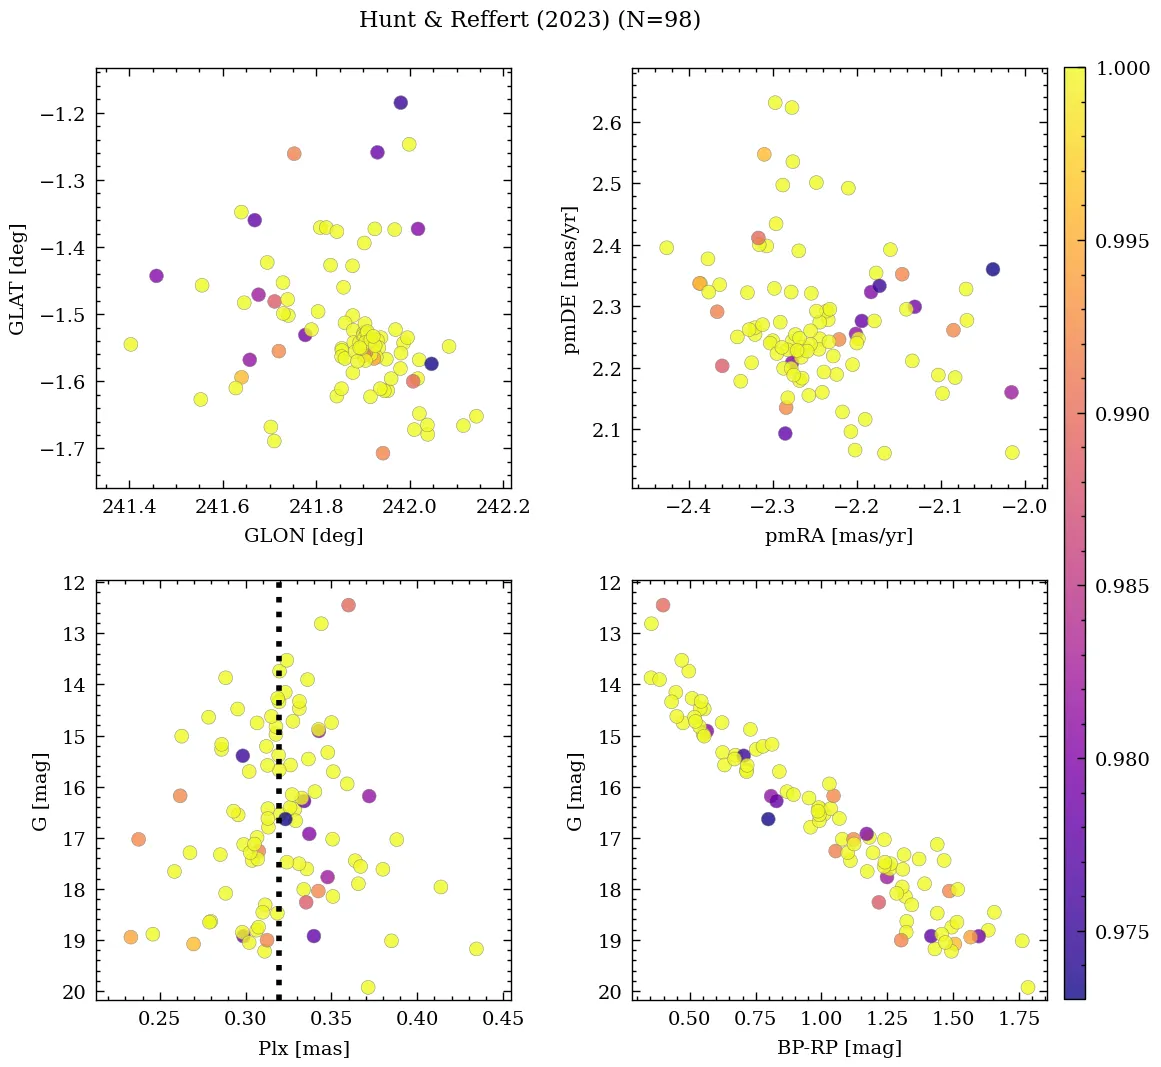 Hunt & Reffert (2023) (N=98)
−1.2
−1.3
−1.4
−1.5
−1.6
−1.7
GLAT [deg]
241.4 241.6 241.8 242.0 242.2
GLON [deg]
2.6
2.5
2.4
2.3
2.2
2.1
pmDE [mas/yr]
−2.4 −2.3 −2.2 −2.1 −2.0
pmRA [mas/yr]
1.000
0.995
0.990
0.985
0.980
0.975
12
13
14
15
16
17
18
19
20
G [mag]
0.25 0.30 0.35 0.40 0.45
Plx [mas]
12
13
14
15
16
17
18
19
20
G [mag]
0.50 0.75 1.00 1.25 1.50 1.75
BP-RP [mag]